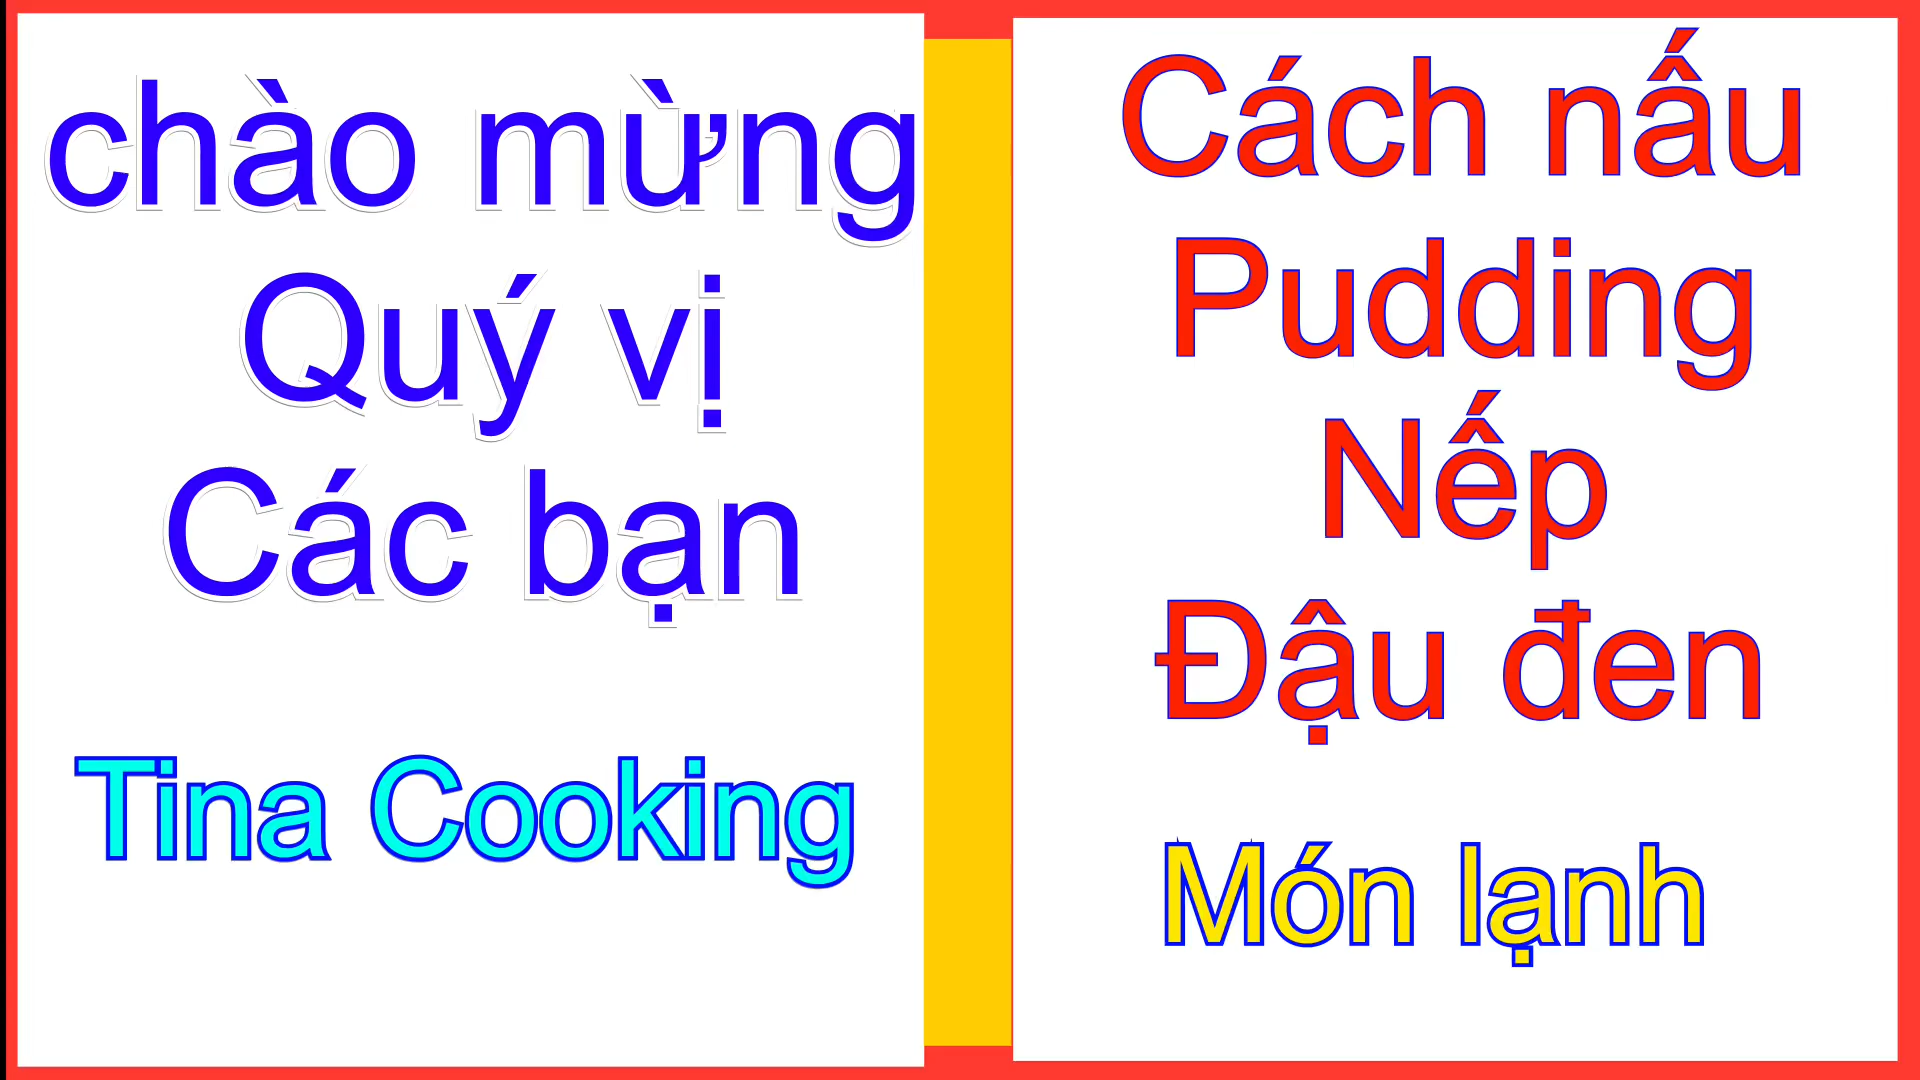 chào mừng
Quý vị
Các bạn
Tina Cooking
Cách nấu
Pudding
Nếp
Đậu đen
Món lạnh